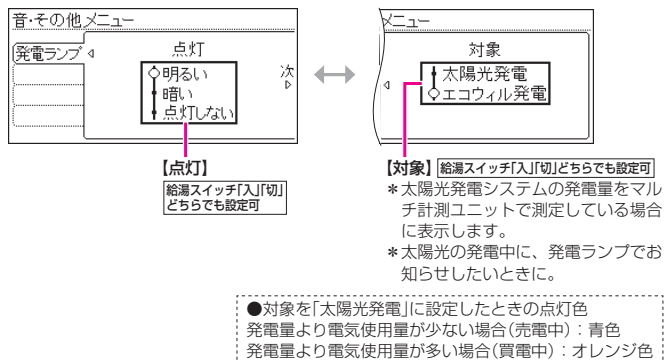 音・その他メニュー
発電ランプ
点灯
明るい
暗い
点灯しない
次
【点灯】
給湯スイッチ｢入｣｢切｣
どちらでも設定可
メニュー
対象
太陽光発電
エコウィル発電
【対象】給湯スイッチ｢入｣｢切｣どちらでも設定可
＊太陽光発電システムの発電量をマル
チ計測ユニットで測定している場合
に表示します。
＊太陽光の発電中に、発電ランプでお
知らせしたいときに。
●対象を｢太陽光発電｣に設定したときの点灯色
発電量より電気使用量が少ない場合(売電中)：青色
発電量より電気使用量が多い場合(買電中)：オレンジ色